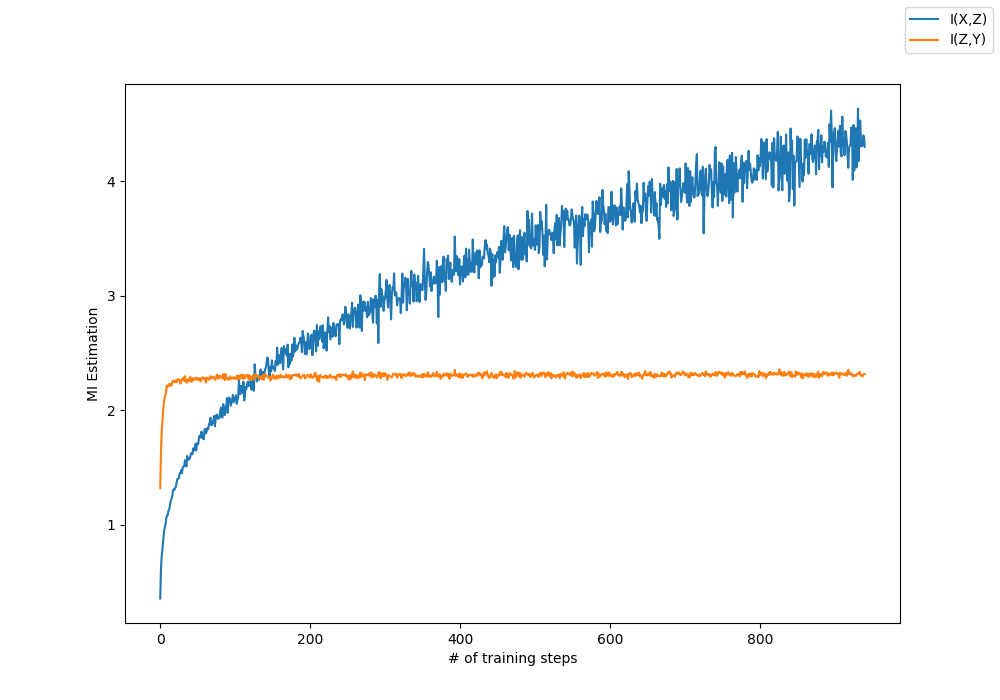 I(X,Z)
I(Z,Y)
MI Estimation
4
3
2
1
0 200 400 600 800
# of training steps